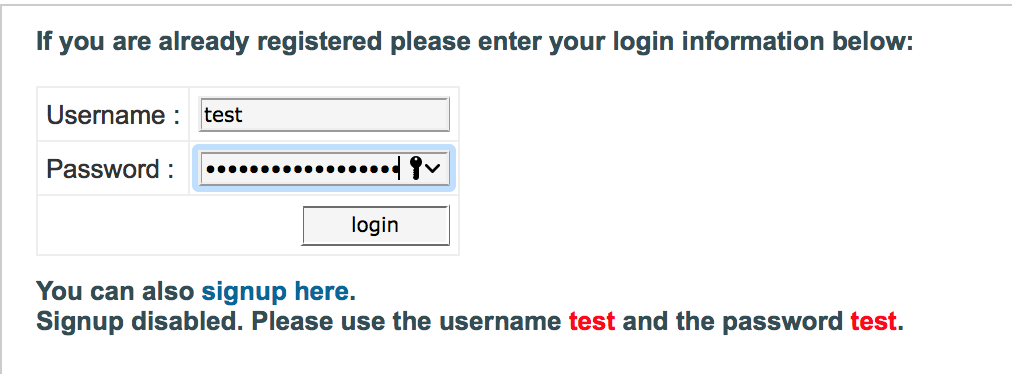 If you are already registered please enter your login information below:
Username : test
Password : ••••••••••••••••••
login
You can also signup here.
Signup disabled. Please use the username test and the password test.